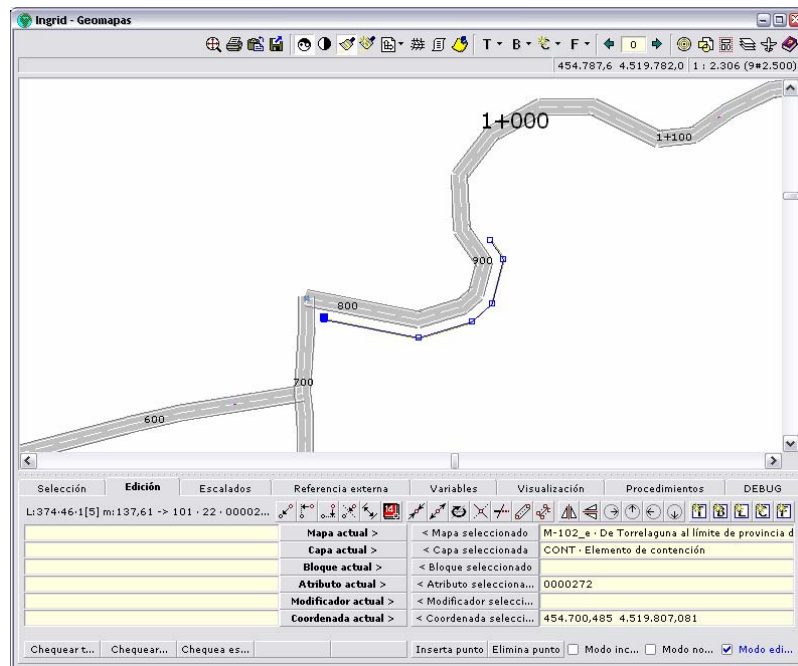 Ingrid - Geomapas
T · B · C · F · 0
454.787,6 4.519.782,0 1 : 2.306 (9#2.500)
1+000
1+100
900
800
700
600
Selección Edición Escalados Referencia externa Variables Visualización Procedimientos DEBUG
L:374·46·1[5] m:137,61 -> 101 · 22 · 00002... 14 T B L C F
Mapa actual > < Mapa seleccionado M-102_e · De Torrelaguna al límite de provincia d
Capa actual > < Capa seleccionada CONT · Elemento de contención
Bloque actual > < Bloque seleccionado
Atributo actual > < Atributo selecciona... 0000272
Modificador actual > < Modificador selecci...
Coordenada actual > < Coordenada selecci... 454.700,485 4.519.807,081
Chequear t... Chequear... Chequea es... Inserta punto Elimina punto Modo inc... Modo no... Modo edi...